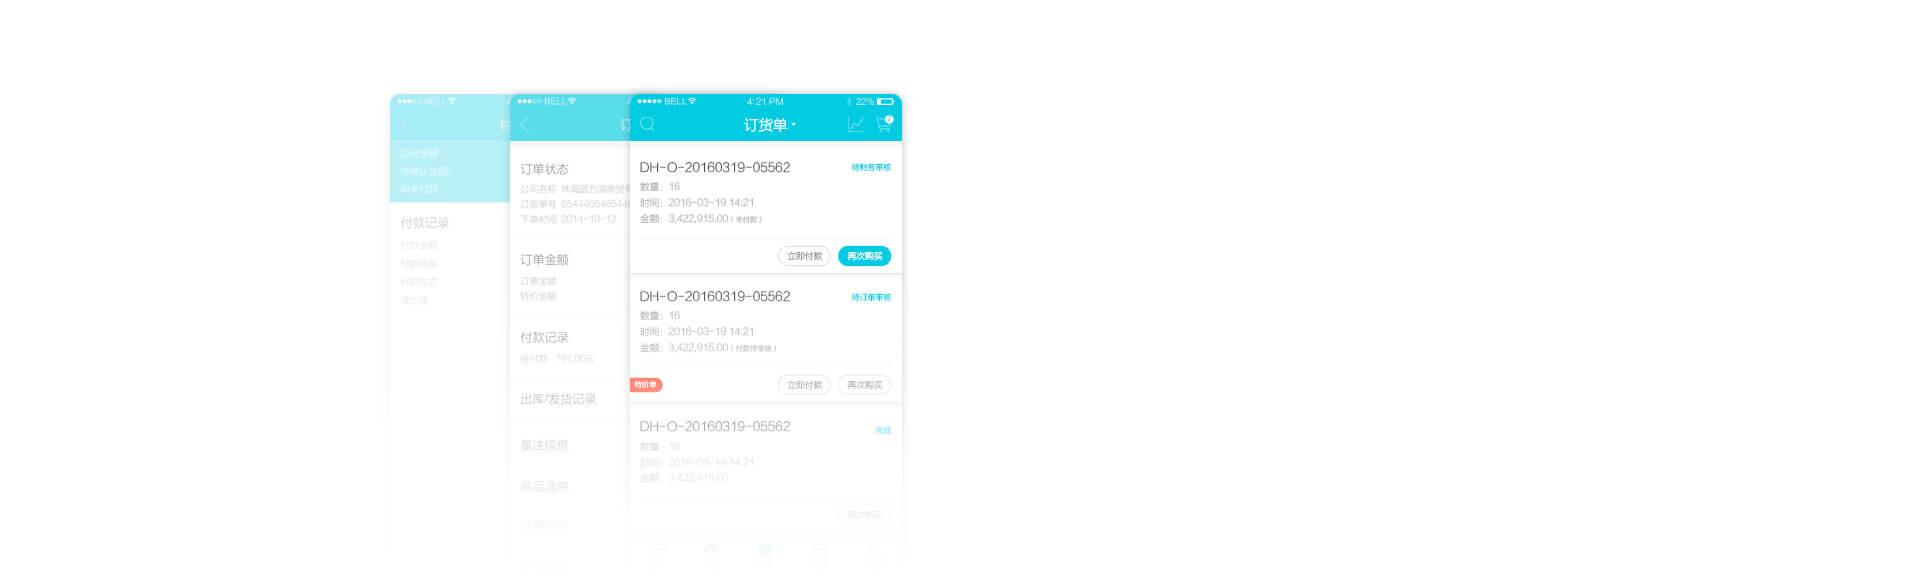 BELL
付
应付金额
待确认金额
尚未付款
付款记录
付款金额
付款日期
付款方式
流水号
BELL
订
订单状态
公司名称 珠海圆方源商贸
订货单号 654446546544
下单时间 2014-10-12
订单金额
订单金额
特价金额
付款记录
待付款 797.00元
出库/发货记录
备注信息
商品清单
BELL 4:21 PM 22%
订货单
2
DH-O-20160319-05562 待财务审核
数量： 16
时间： 2016-03-19 14:21
金额： 3,422,915.00 ( 未付款 )
立即付款 再次购买
DH-O-20160319-05562 待订单审核
数量： 16
时间： 2016-03-19 14:21
金额： 3,422,915.00 ( 付款待审核 )
特价单 立即付款 再次购买
DH-O-20160319-05562 完成
数量： 16
时间： 2016-03-19 14:21
金额： 3,422,915.00
再次购买